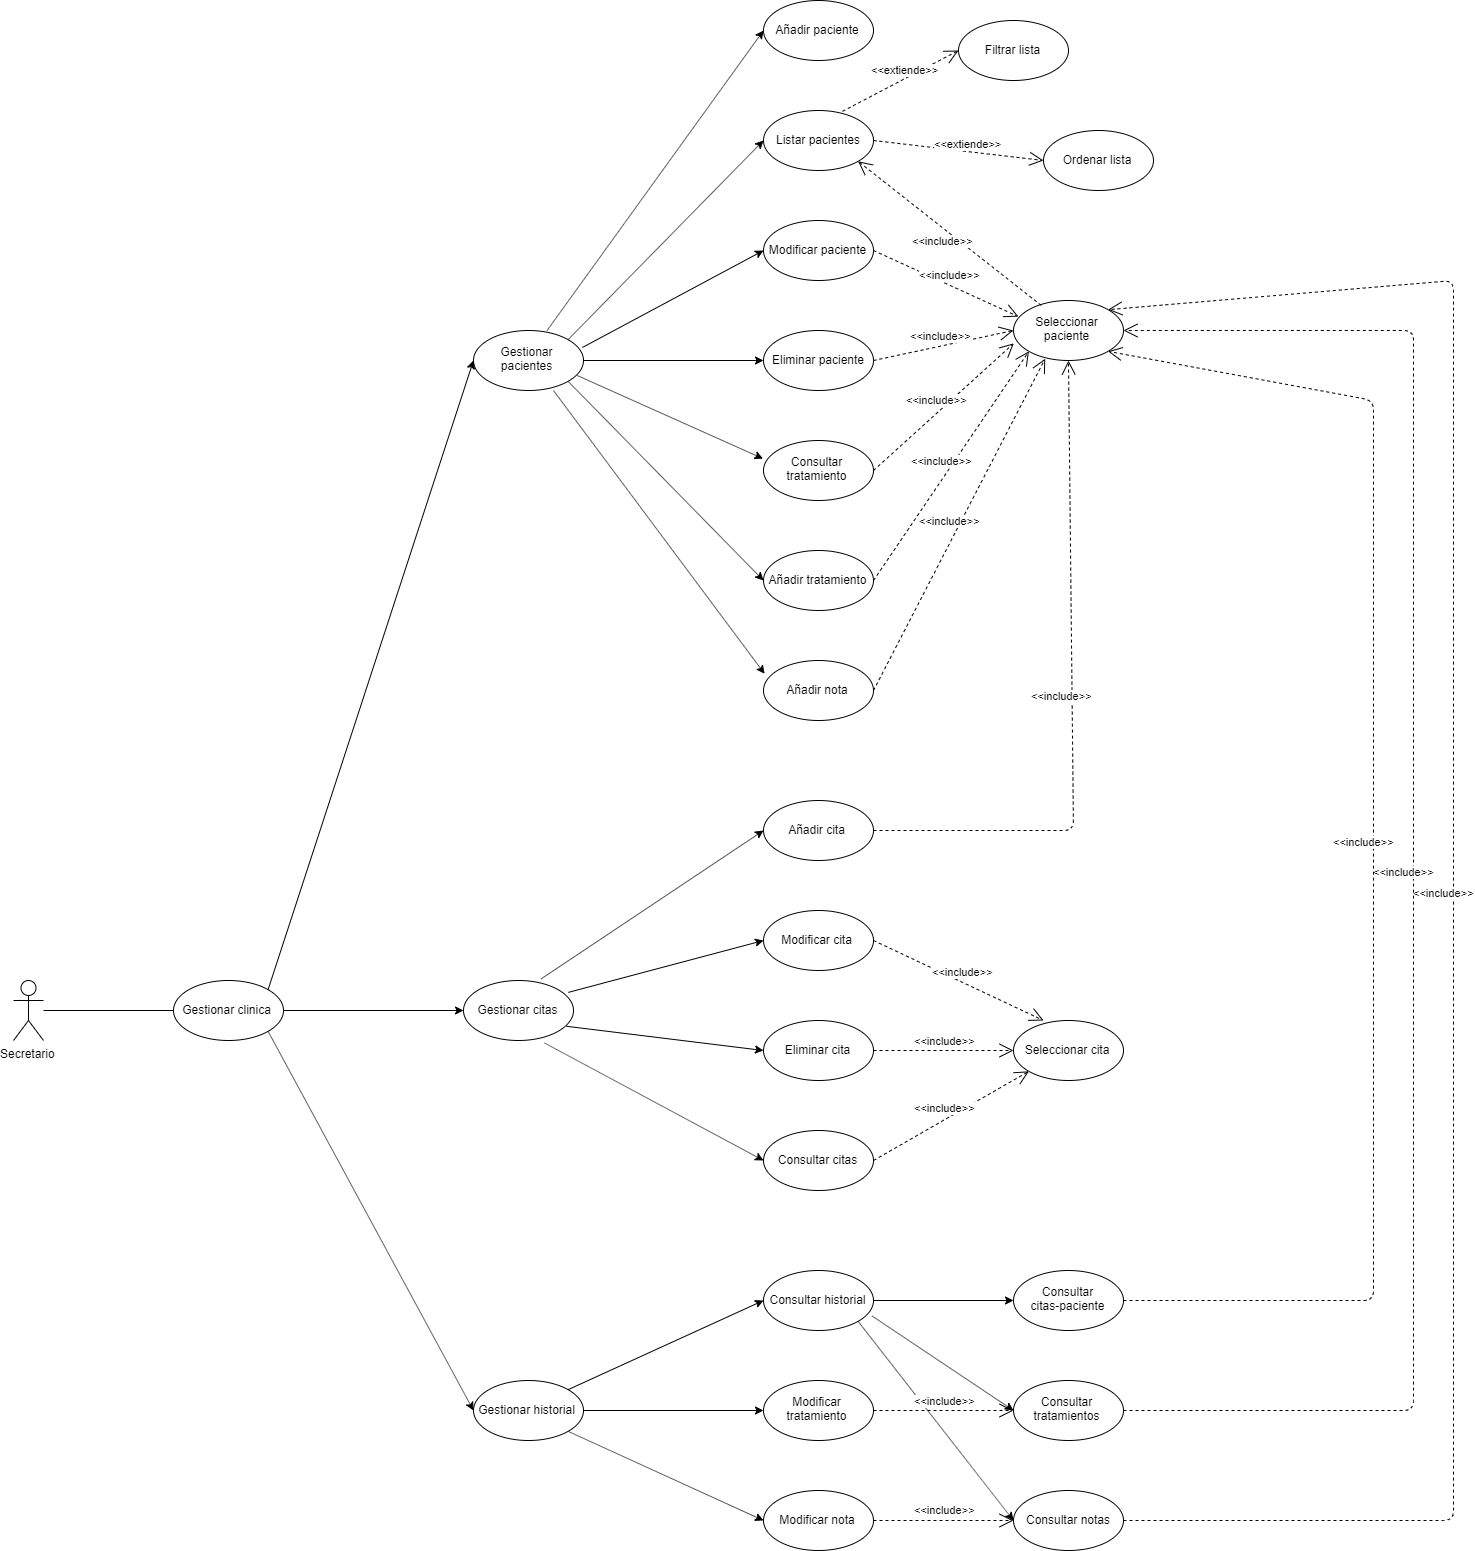 Añadir paciente
Filtrar lista
<<extiende>>
Listar pacientes
<<extiende>>
Ordenar lista
<<include>>
Modificar paciente
<<include>>
Seleccionar
paciente
<<include>>
Gestionar
pacientes
Eliminar paciente
<<include>>
Consultar
tratamiento
<<include>>
<<include>>
Añadir tratamiento
Añadir nota
<<include>>
Añadir cita
<<include>>
<<include>>
<<include>>
Modificar cita
<<include>>
Secretario
Gestionar clinica
Gestionar citas
Eliminar cita
<<include>>
Seleccionar cita
<<include>>
Consultar citas
Consultar historial
Consultar
citas-paciente
Gestionar historial
Modificar
tratamiento
<<include>>
Consultar
tratamientos
Modificar nota
<<include>>
Consultar notas